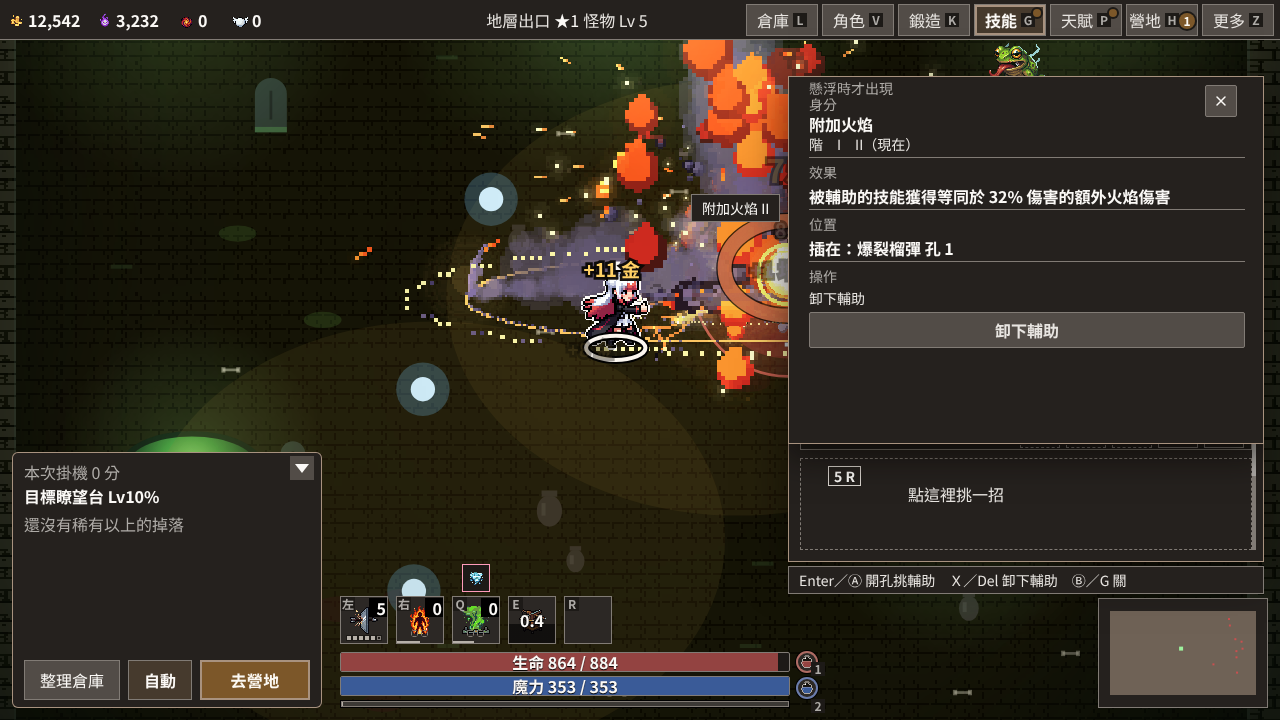 12,542 3,232 0 0
地層出口 ★1 怪物 Lv 5
倉庫 L
角色 V
鍛造 K
技能 G
天賦 P
營地 H 1
更多 Z
懸浮時才出現
身分
附加火焰
階 I II（現在）
效果
被輔助的技能獲得等同於 32% 傷害的額外火焰傷害
位置
插在：爆裂榴彈 孔 1
操作
卸下輔助
卸下輔助
附加火焰 II
+11 金
5 R
點這裡挑一招
Enter／Ⓐ 開孔挑輔助 X／Del 卸下輔助 Ⓑ／G 關
本次掛機 0 分
目標瞭望台 Lv10%
還沒有稀有以上的掉落
整理倉庫
自動
去營地
左 5
右 0
Q 0
E 0.4
R
生命 864 / 884
1
魔力 353 / 353
2